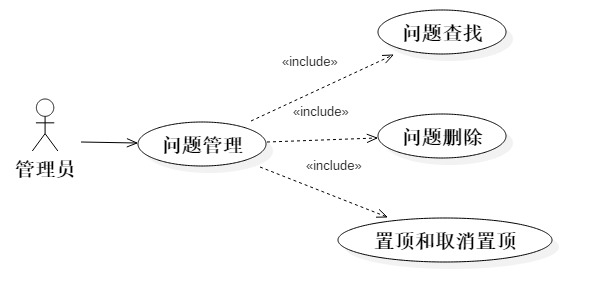 问题查找
«include»
«include»
问题删除
问题管理
管理员
«include»
置顶和取消置顶